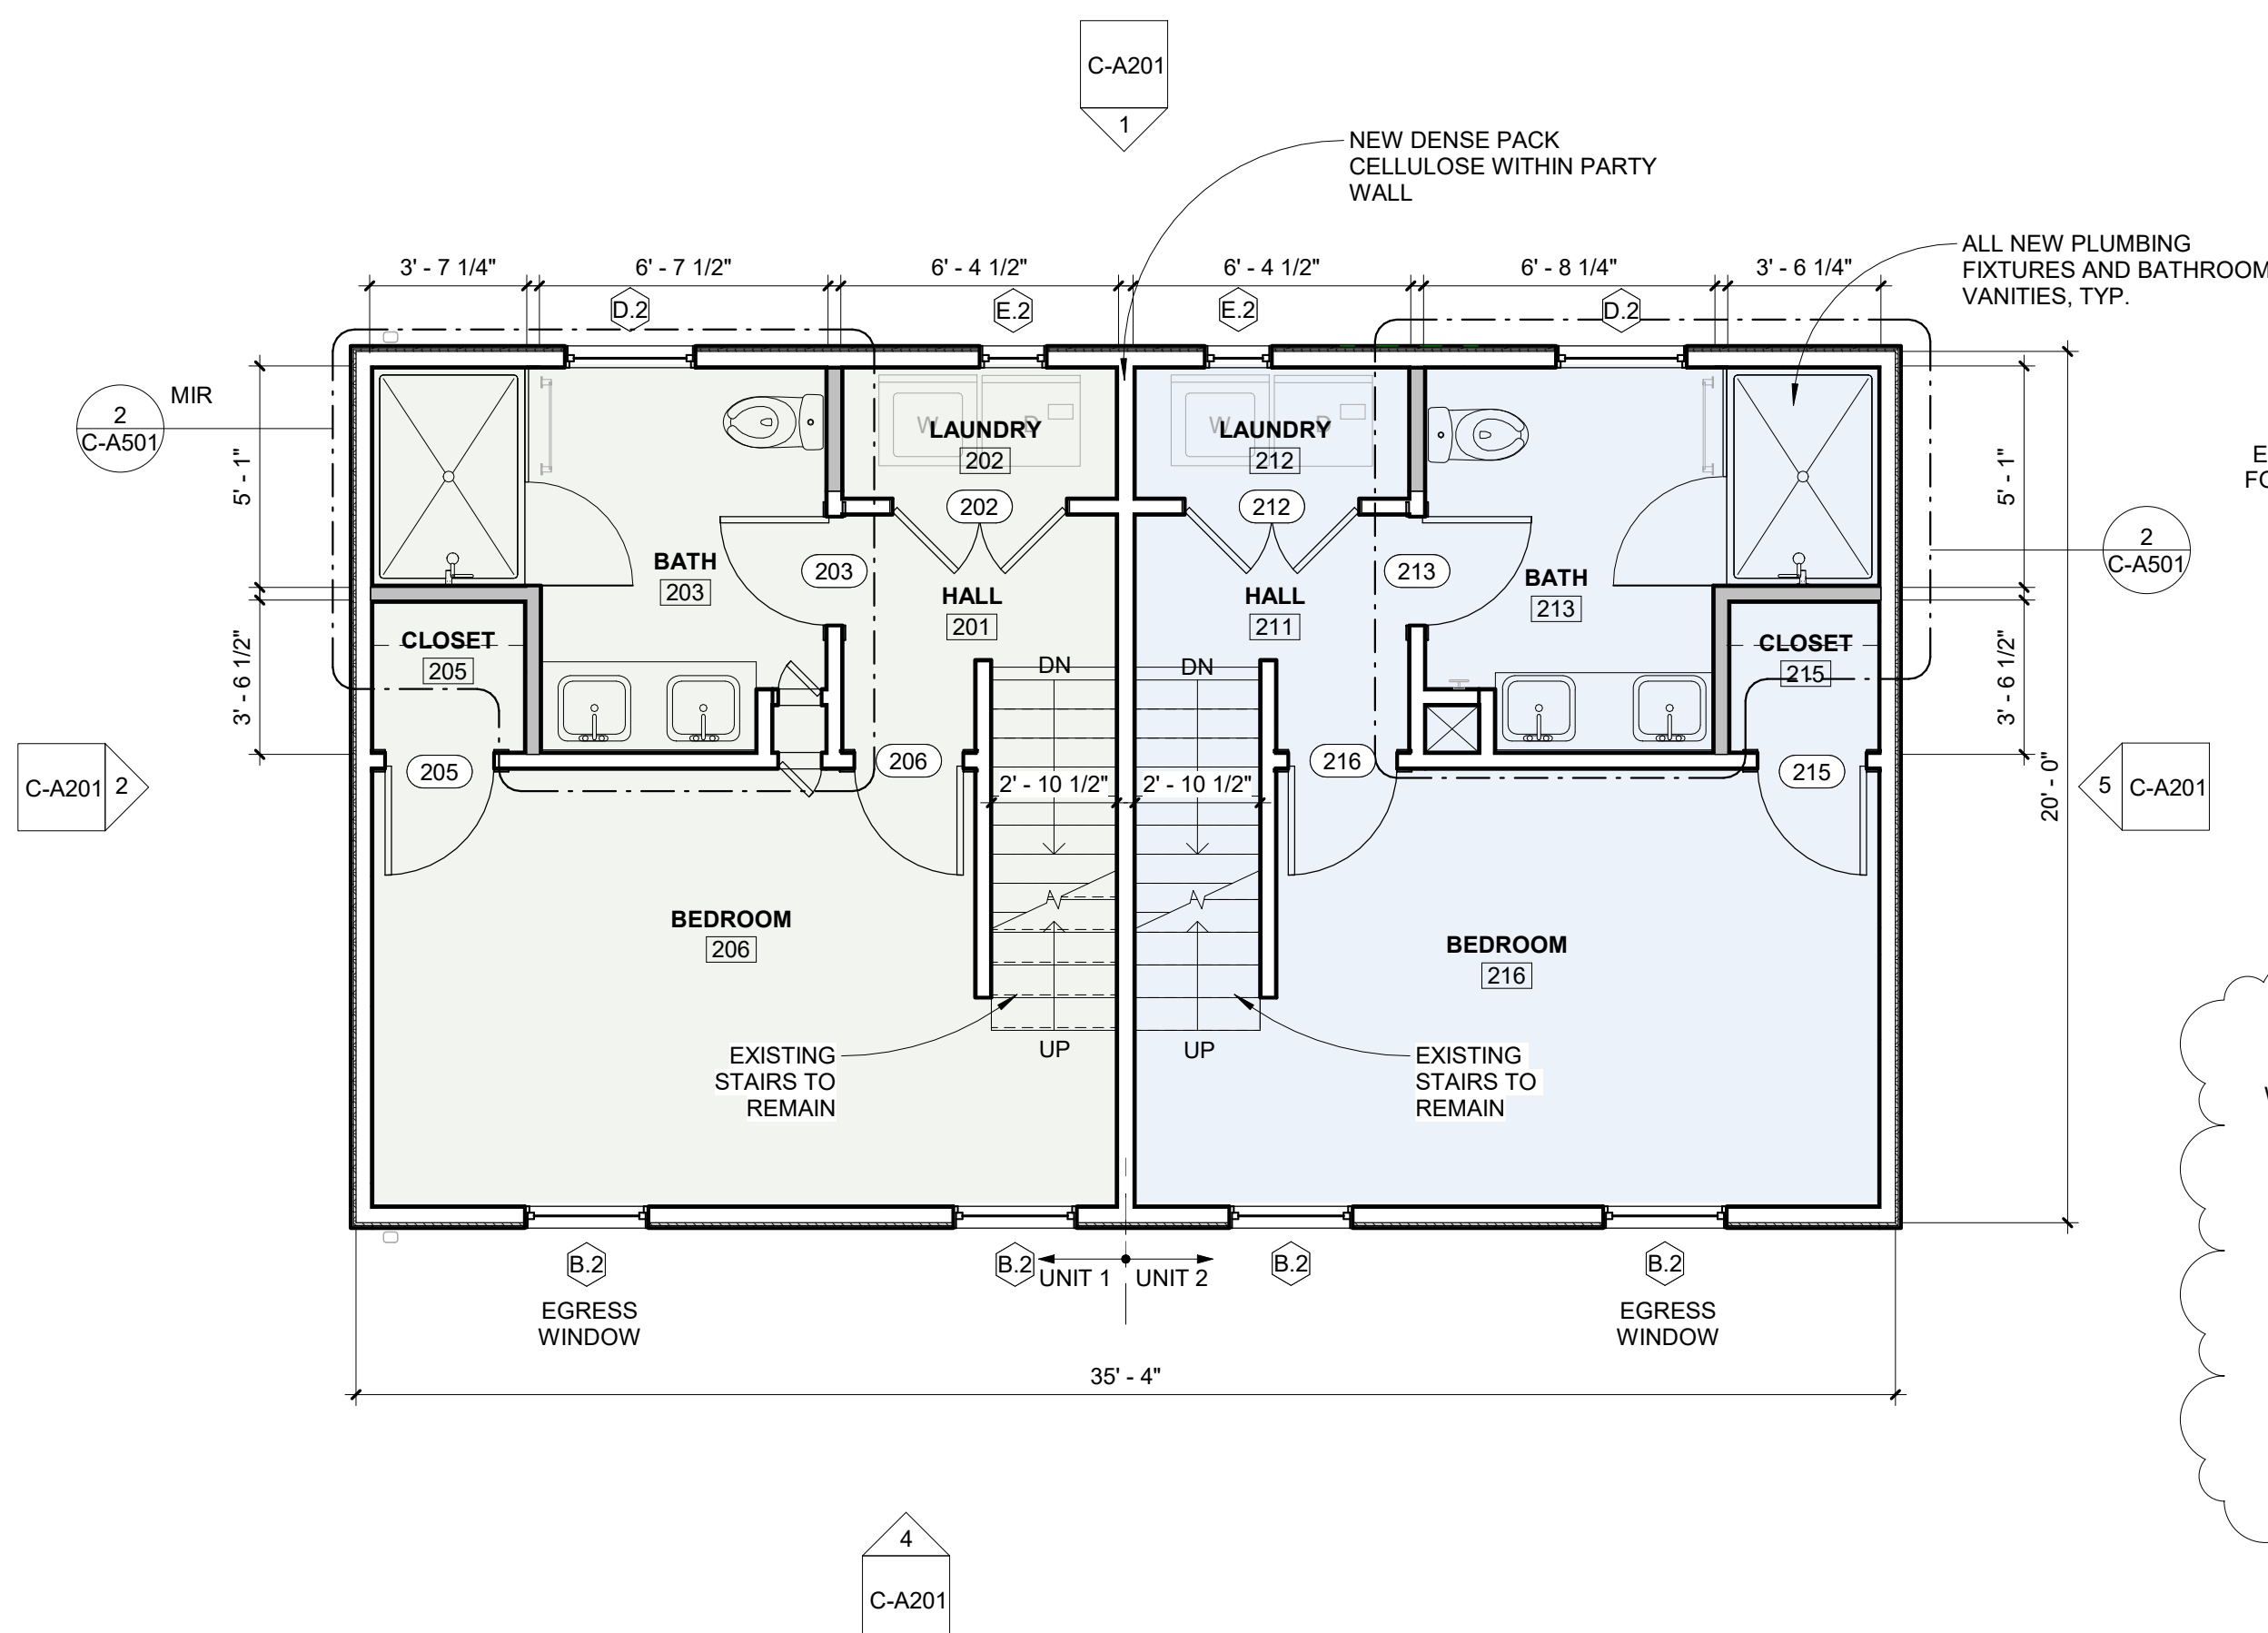 C-A201
1
NEW DENSE PACK
CELLULOSE WITHIN PARTY
WALL
ALL NEW PLUMBING
FIXTURES AND BATHROOM
VANITIES, TYP.
3' - 7 1/4"
6' - 7 1/2"
6' - 4 1/2"
6' - 4 1/2"
6' - 8 1/4"
3' - 6 1/4"
D.2
E.2
E.2
D.2
2
C-A501
MIR
5' - 1"
3' - 6 1/2"
W
D
LAUNDRY
202
202
W
D
LAUNDRY
212
212
BATH
203
203
HALL
201
HALL
211
213
BATH
213
5' - 1"
3' - 6 1/2"
2
C-A501
CLOSET
205
CLOSET
215
DN
DN
205
206
216
215
C-A201
2
2' - 10 1/2"
2' - 10 1/2"
20' - 0"
5
C-A201
BEDROOM
206
BEDROOM
216
UP
UP
EXISTING
STAIRS TO
REMAIN
EXISTING
STAIRS TO
REMAIN
B.2
B.2
UNIT 1
UNIT 2
B.2
B.2
EGRESS
WINDOW
EGRESS
WINDOW
35' - 4"
4
C-A201